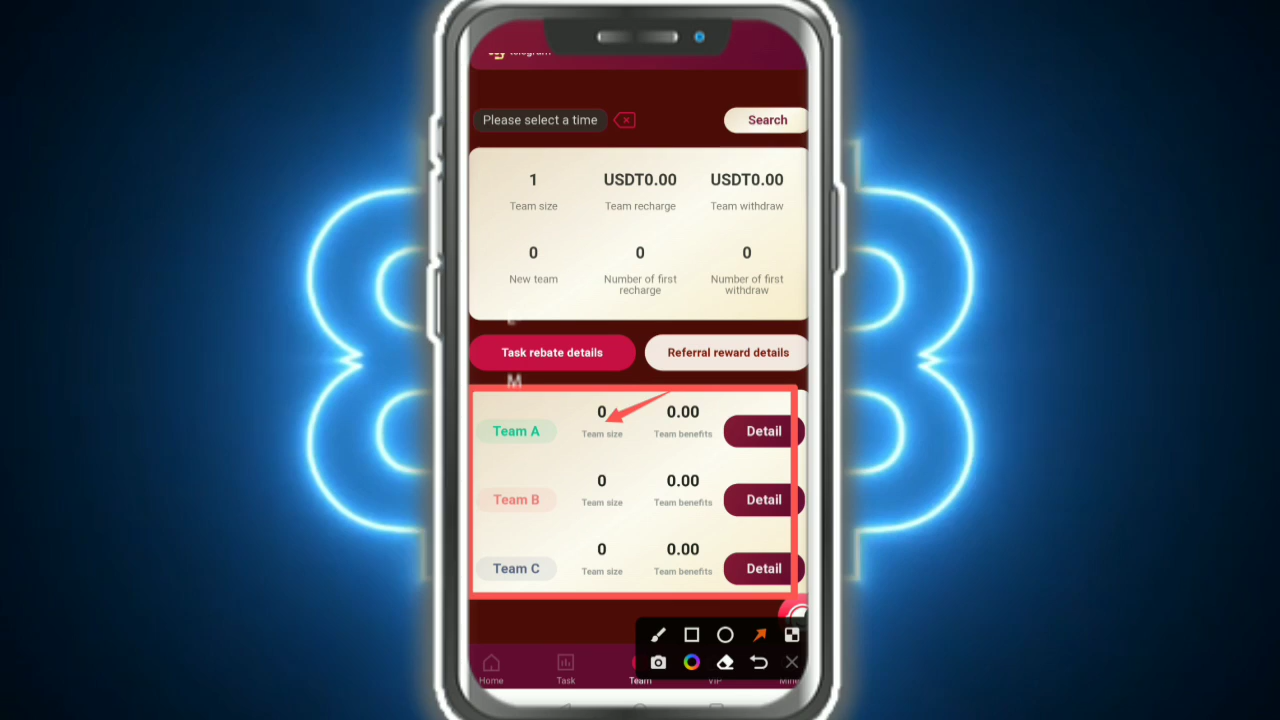 telegram
Please select a time
Search
1 USDT0.00 USDT0.00
Team size Team recharge Team withdraw
0 0 0
New team Number of first recharge Number of first withdraw
M
Task rebate details Referral reward details
Team A 0 Team size 0.00 Team benefits Detail
Team B 0 Team size 0.00 Team benefits Detail
Team C 0 Team size 0.00 Team benefits Detail
Home Task Team VIP Mine